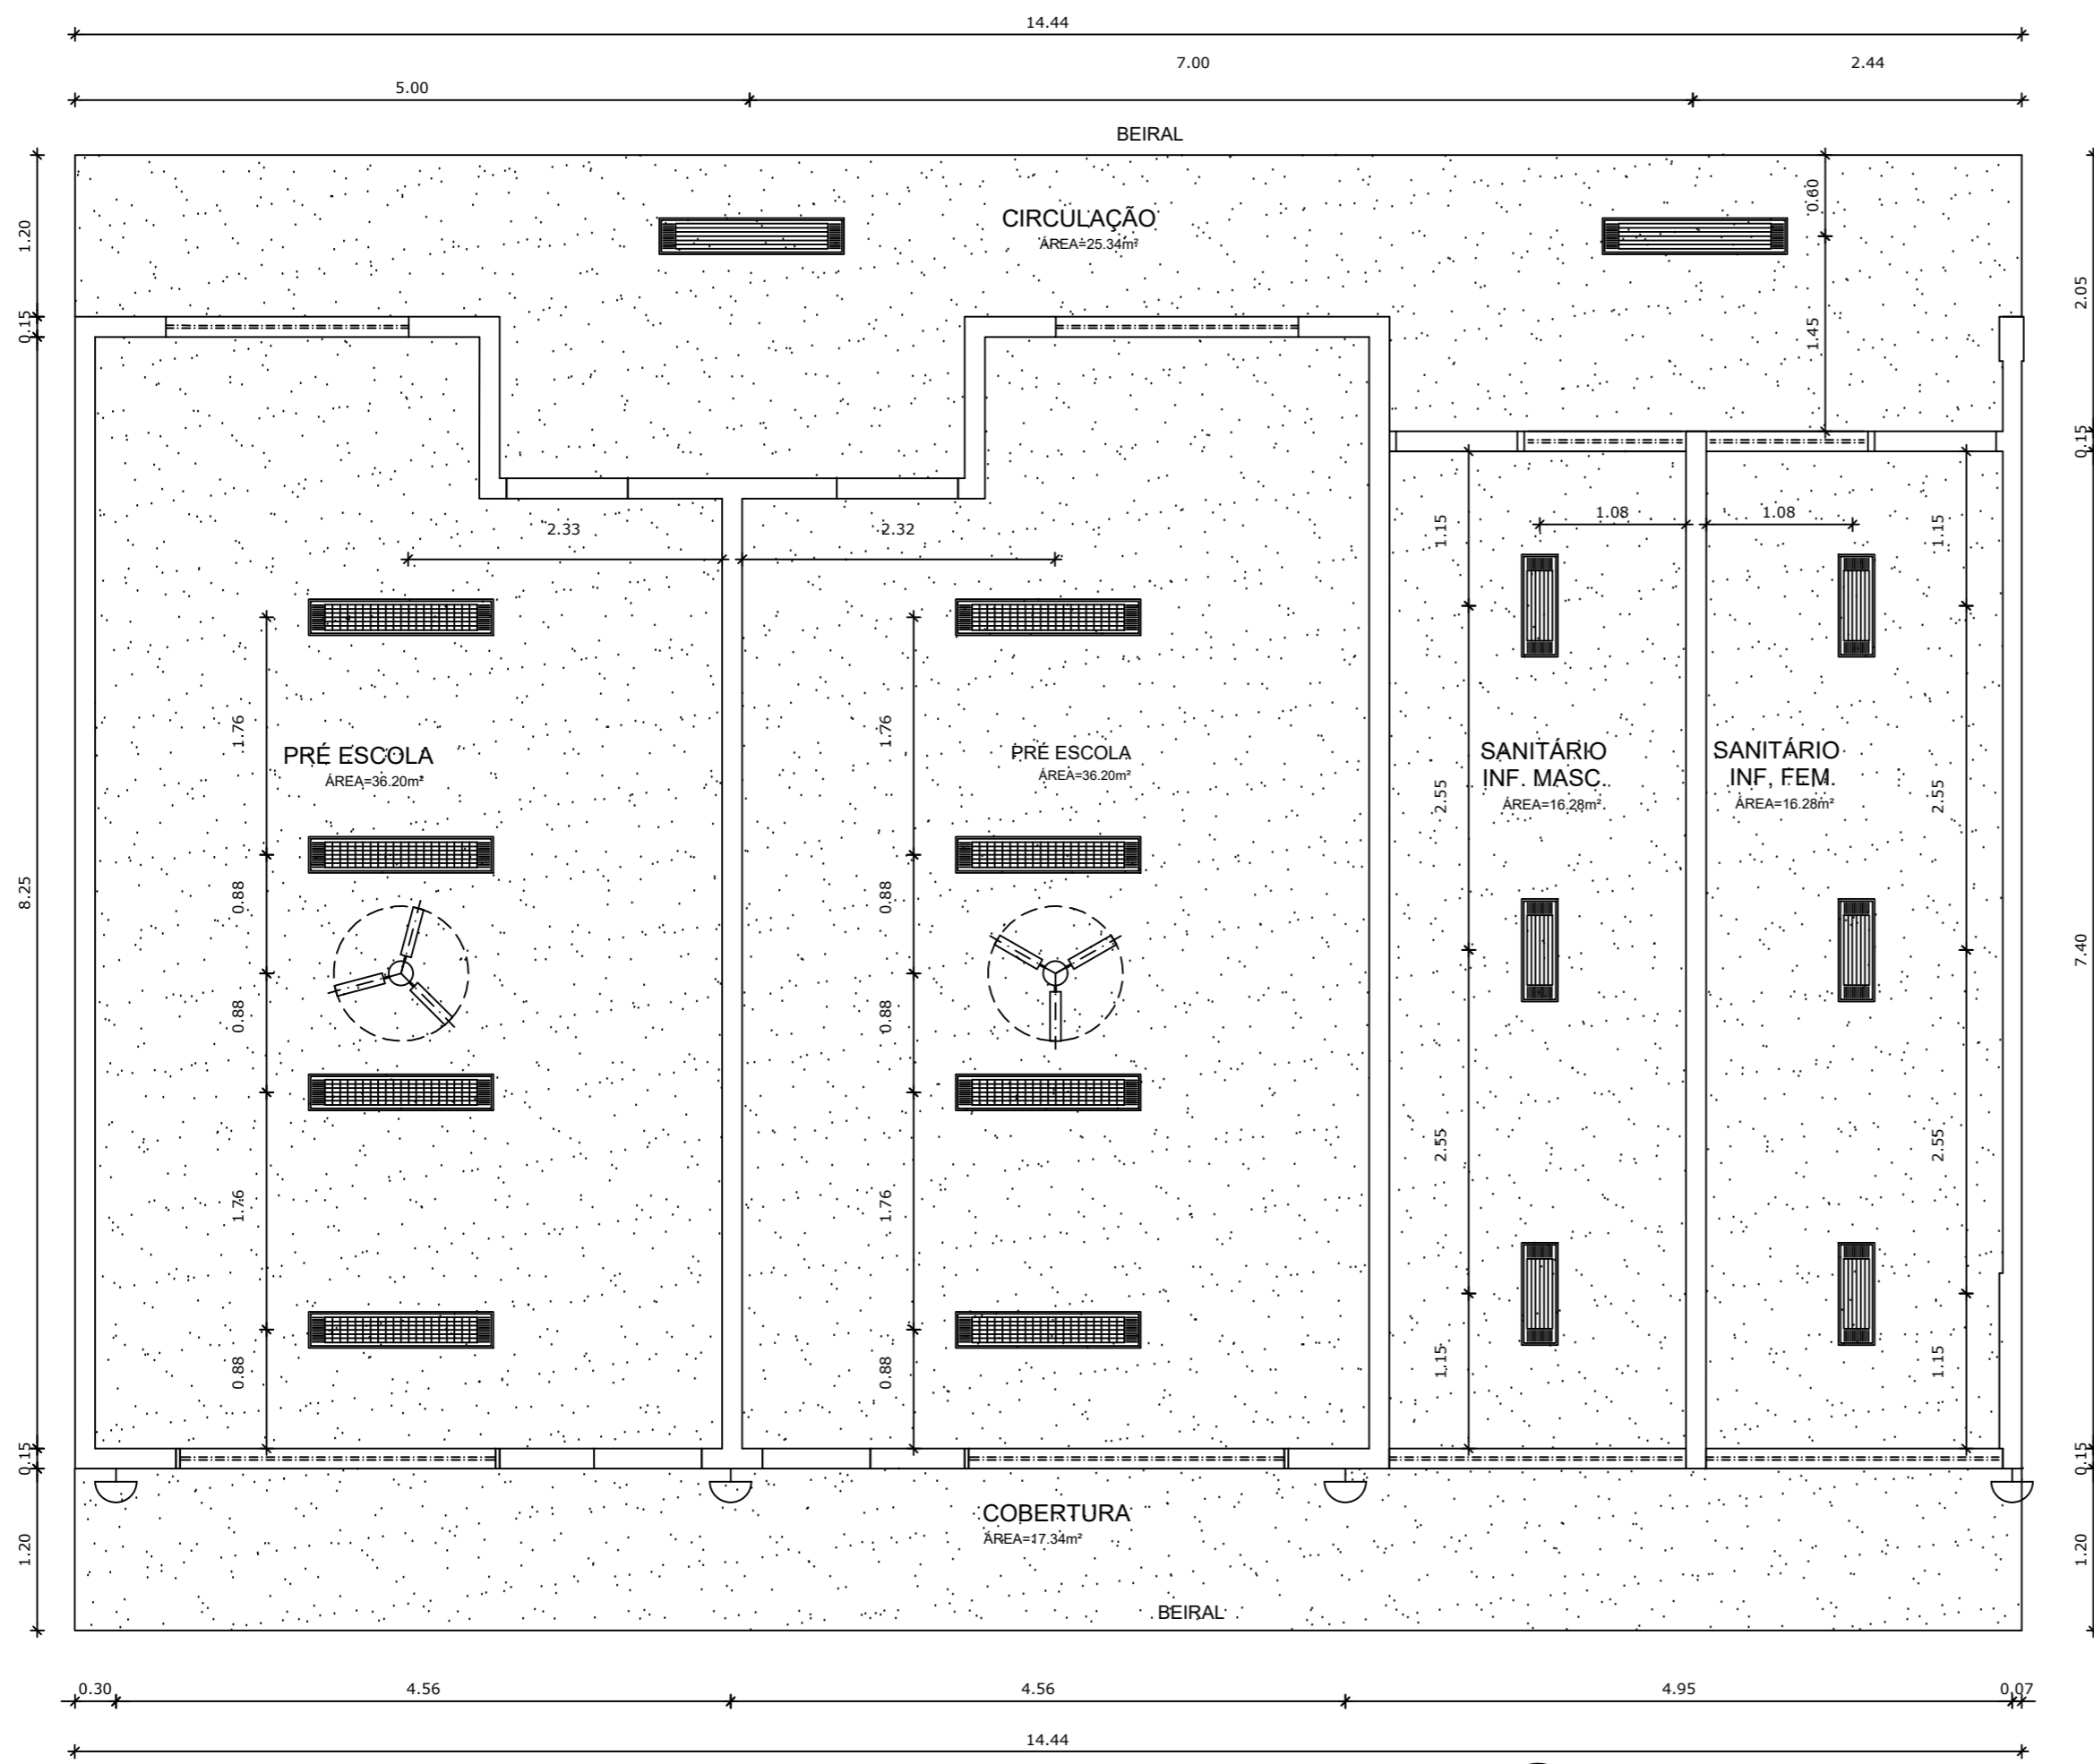 14.44
7.00
2.44
5.00
BEIRAL
1.20
0.60
CIRCULAÇÃO
ÁREA=25.34m²
2.05
0.15
1.45
0.15
2.33
2.32
1.15
1.08
1.08
1.15
1.76
1.76
PRÉ ESCOLA
ÁREA=36.20m²
PRÉ ESCOLA
ÁREA=36.20m²
SANITÁRIO
INF. MASC.
ÁREA=16.28m²
SANITÁRIO
INF, FEM.
ÁREA=16.28m²
2.55
2.55
8.25
0.88
0.88
7.40
0.88
0.88
2.55
2.55
1.76
1.76
0.88
0.88
1.15
1.15
0.15
0.15
COBERTURA
ÁREA=17.34m²
1.20
1.20
BEIRAL
0.30
4.56
4.56
4.95
0.07
14.44